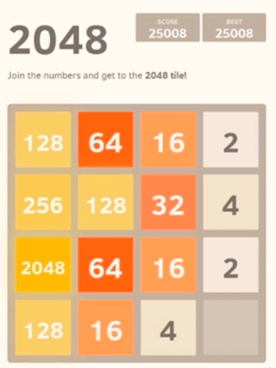 2048
SCORE
25008
BEST
25008
Join the numbers and get to the 2048 tile!
128 64 16 2
256 128 32 4
2048 64 16 2
128 16 4